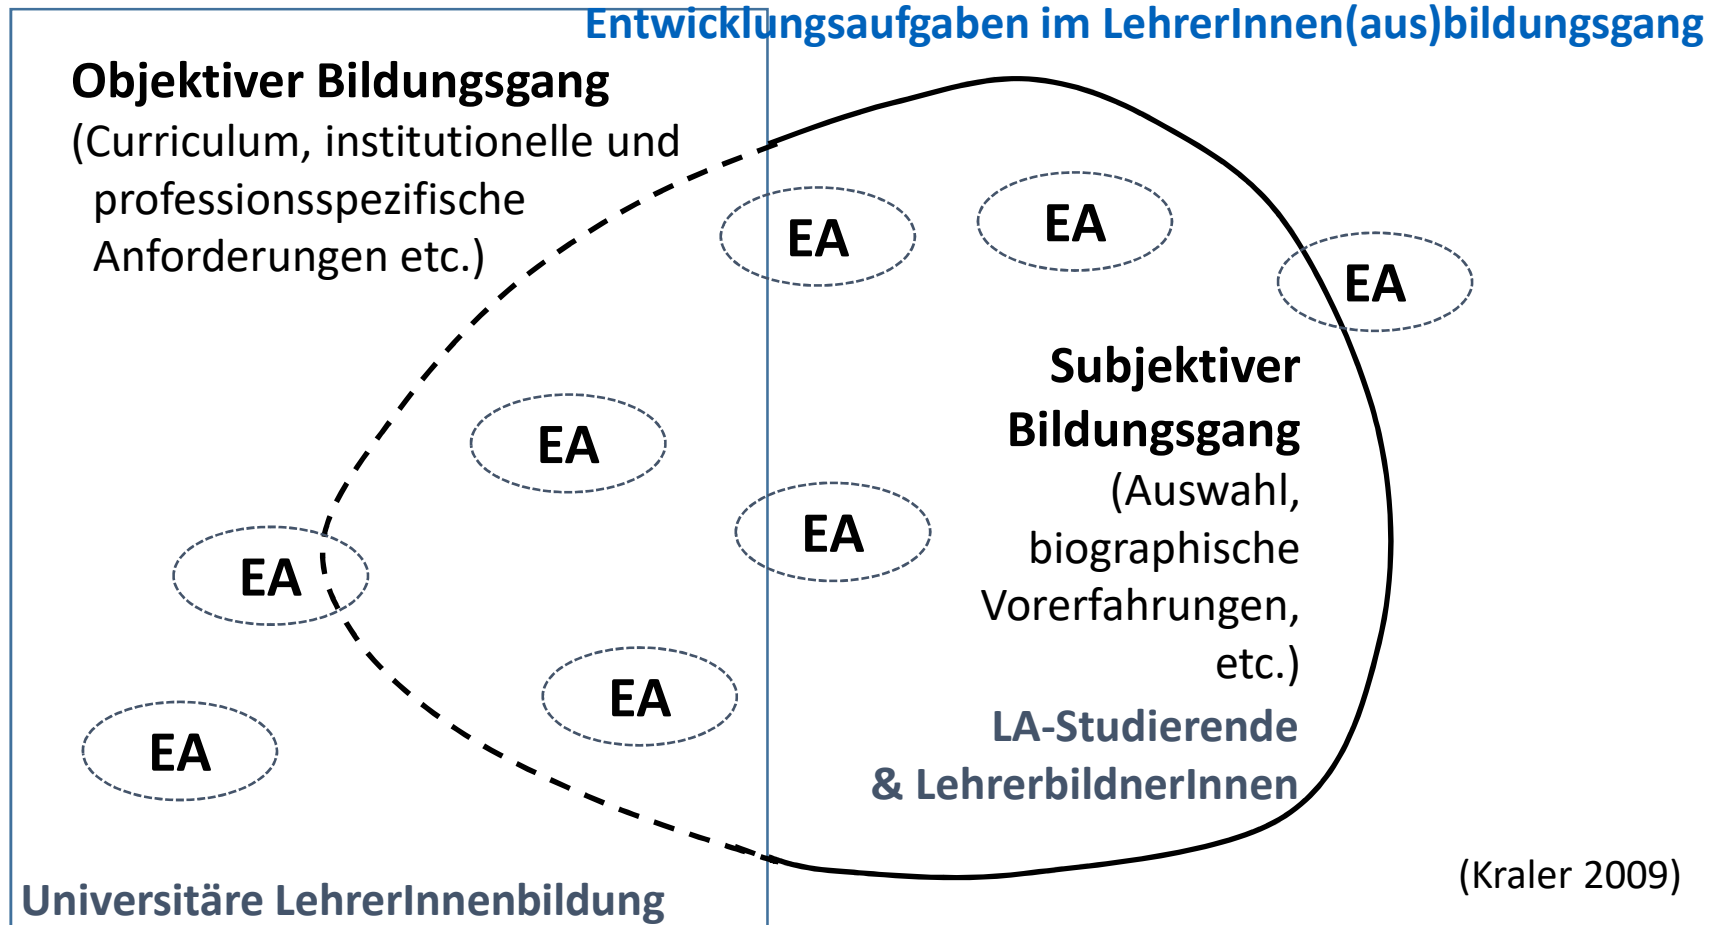 Entwicklungsaufgaben im LehrerInnen(aus)bildungsgang
Objektiver Bildungsgang
(Curriculum, institutionelle und
professionsspezifische
Anforderungen etc.)
EA
EA
EA
Subjektiver
Bildungsgang
(Auswahl,
biographische
Vorerfahrungen,
etc.)
LA-Studierende
& LehrerbildnerInnen
EA
EA
EA
EA
EA
Universitäre LehrerInnenbildung
(Kraler 2009)